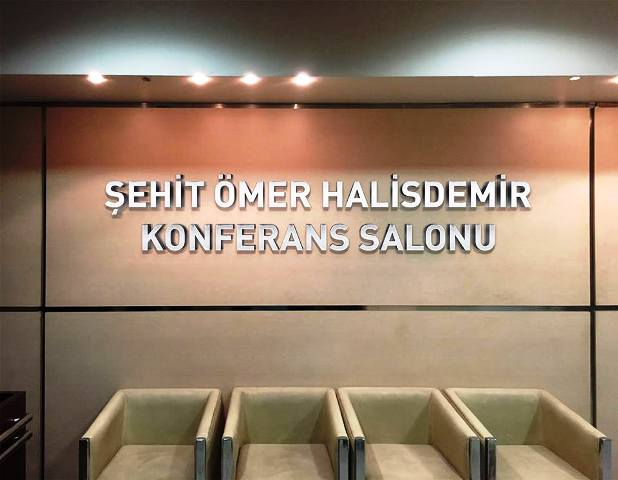 ŞEHİT ÖMER HALİSDEMİR
KONFERANS SALONU